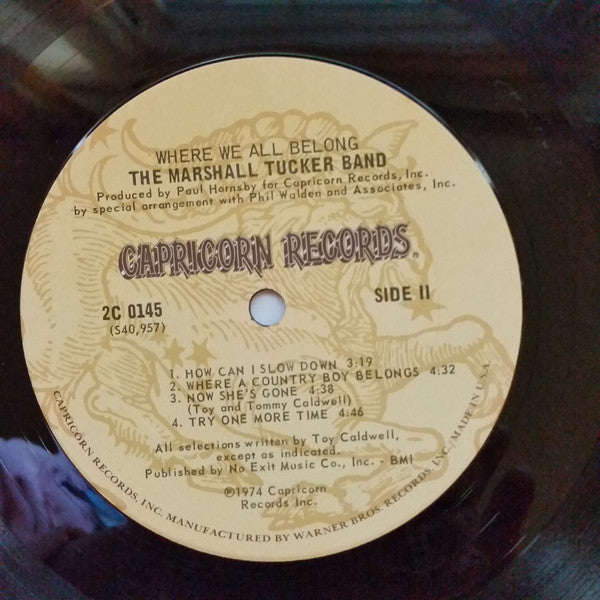 WHERE WE ALL BELONG
THE MARSHALL TUCKER BAND
Produced by Paul Hornsby for Capricorn Records, Inc.
by special arrangement with Phil Walden and Associates, Inc.
CAPRICORN RECORDS®
2C 0145
SIDE II
(S40,957)
1. HOW CAN I SLOW DOWN 3:19
2. WHERE A COUNTRY BOY BELONGS 4:32
3. NOW SHE'S GONE 4:38
(Toy and Tommy Caldwell)
4. TRY ONE MORE TIME 4:46
All selections written by Toy Caldwell,
except as indicated.
Published by No Exit Music Co., Inc. - BMI
©1974 Capricorn
Records Inc.
CAPRICORN RECORDS, INC. MANUFACTURED BY WARNER BROS. RECORDS, INC. MADE IN U.S.A.